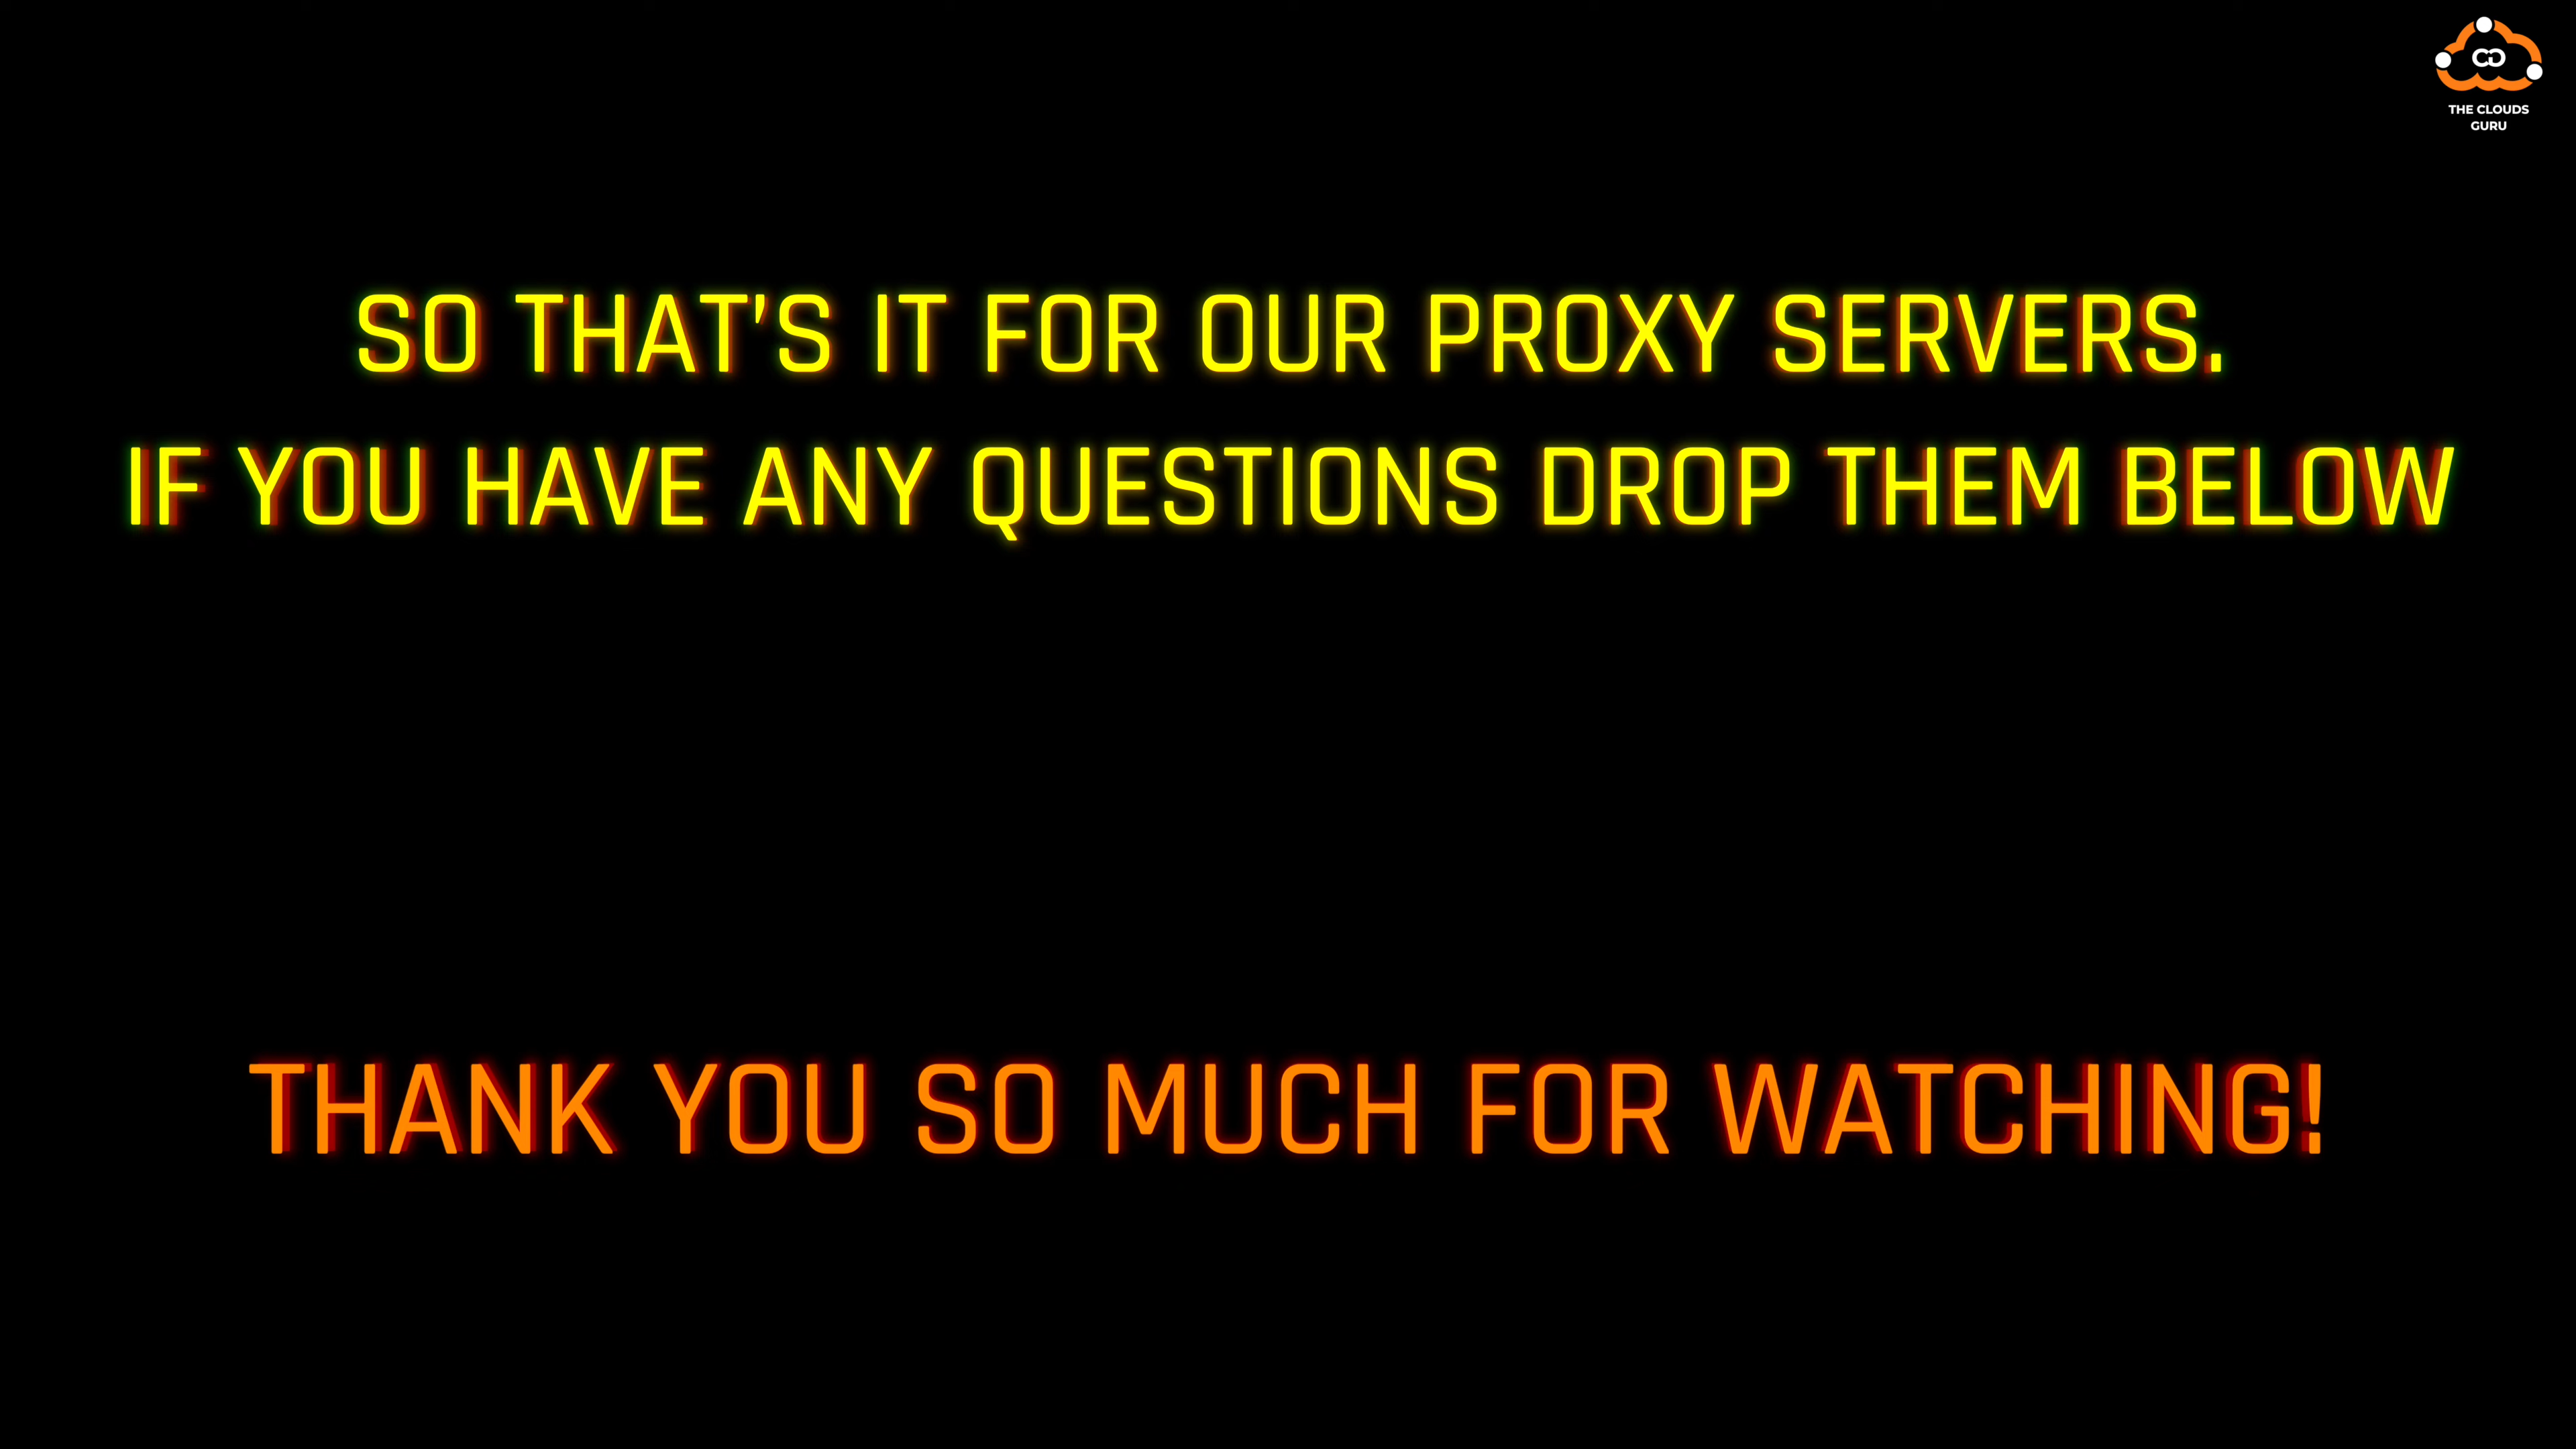 CG
THE CLOUDS
GURU
SO THAT'S IT FOR OUR PROXY SERVERS.
IF YOU HAVE ANY QUESTIONS DROP THEM BELOW
THANK YOU SO MUCH FOR WATCHING!